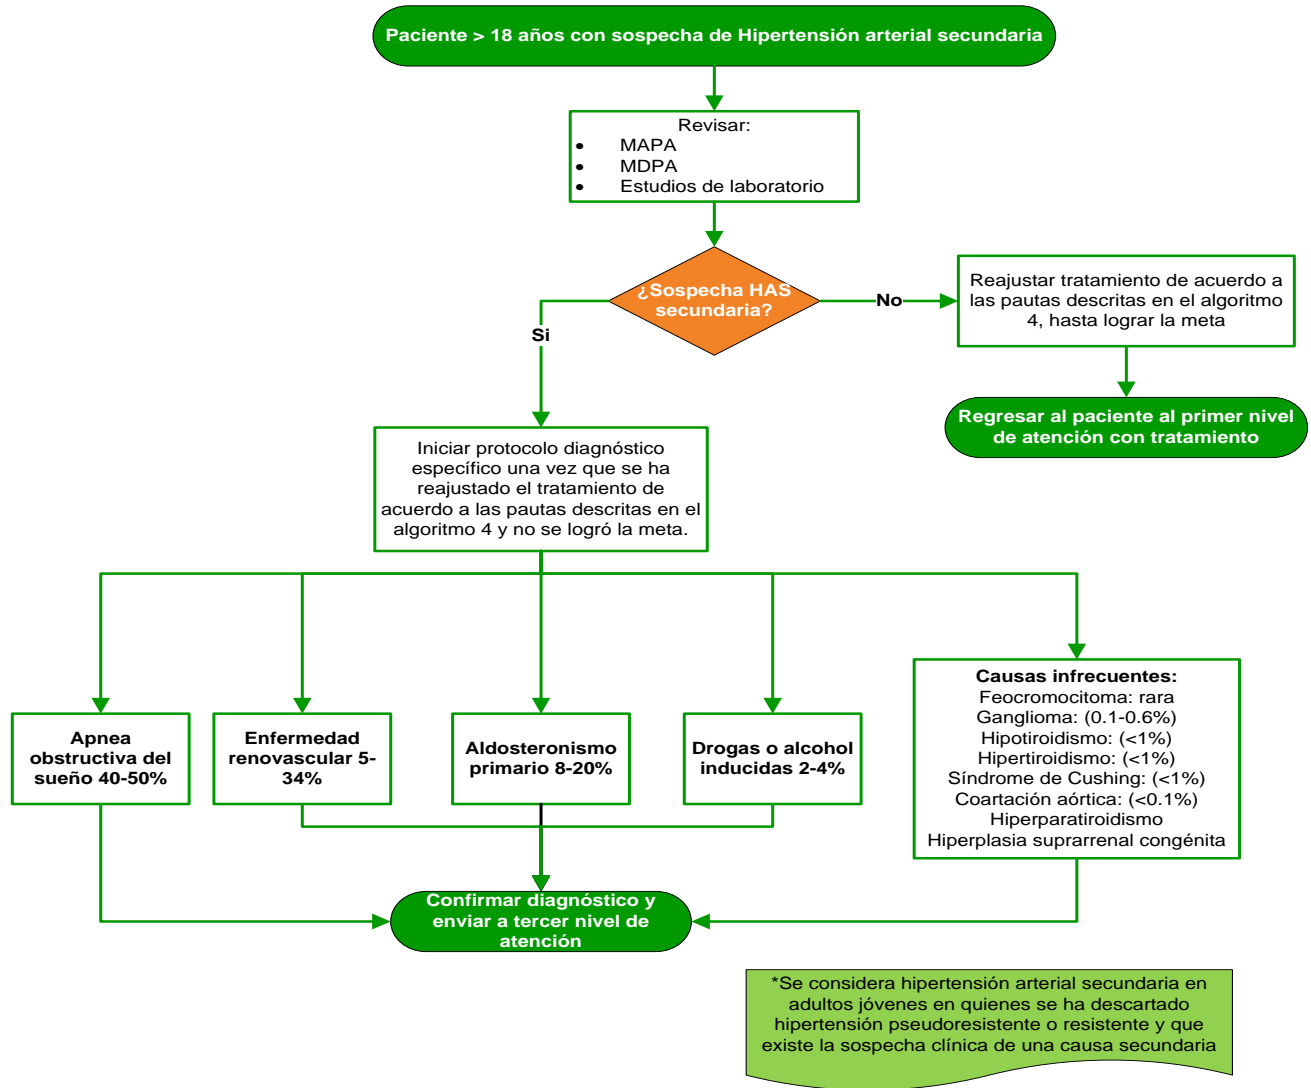 Paciente > 18 años con sospecha de Hipertensión arterial secundaria
Revisar:
• MAPA
• MDPA
• Estudios de laboratorio
¿Sospecha HAS
secundaria?
No
Reajustar tratamiento de acuerdo a
las pautas descritas en el algoritmo
4, hasta lograr la meta
Regresar al paciente al primer nivel
de atención con tratamiento
Si
Iniciar protocolo diagnóstico
específico una vez que se ha
reajustado el tratamiento de
acuerdo a las pautas descritas en el
algoritmo 4 y no se logró la meta.
Apnea
obstructiva del
sueño 40-50%
Enfermedad
renovascular 5-
34%
Aldosteronismo
primario 8-20%
Drogas o alcohol
inducidas 2-4%
Causas infrecuentes:
Feocromocitoma: rara
Ganglioma: (0.1-0.6%)
Hipotiroidismo: (<1%)
Hipertiroidismo: (<1%)
Síndrome de Cushing: (<1%)
Coartación aórtica: (<0.1%)
Hiperparatiroidismo
Hiperplasia suprarrenal congénita
Confirmar diagnóstico y
enviar a tercer nivel de
atención
*Se considera hipertensión arterial secundaria en
adultos jóvenes en quienes se ha descartado
hipertensión pseudoresistente o resistente y que
existe la sospecha clínica de una causa secundaria